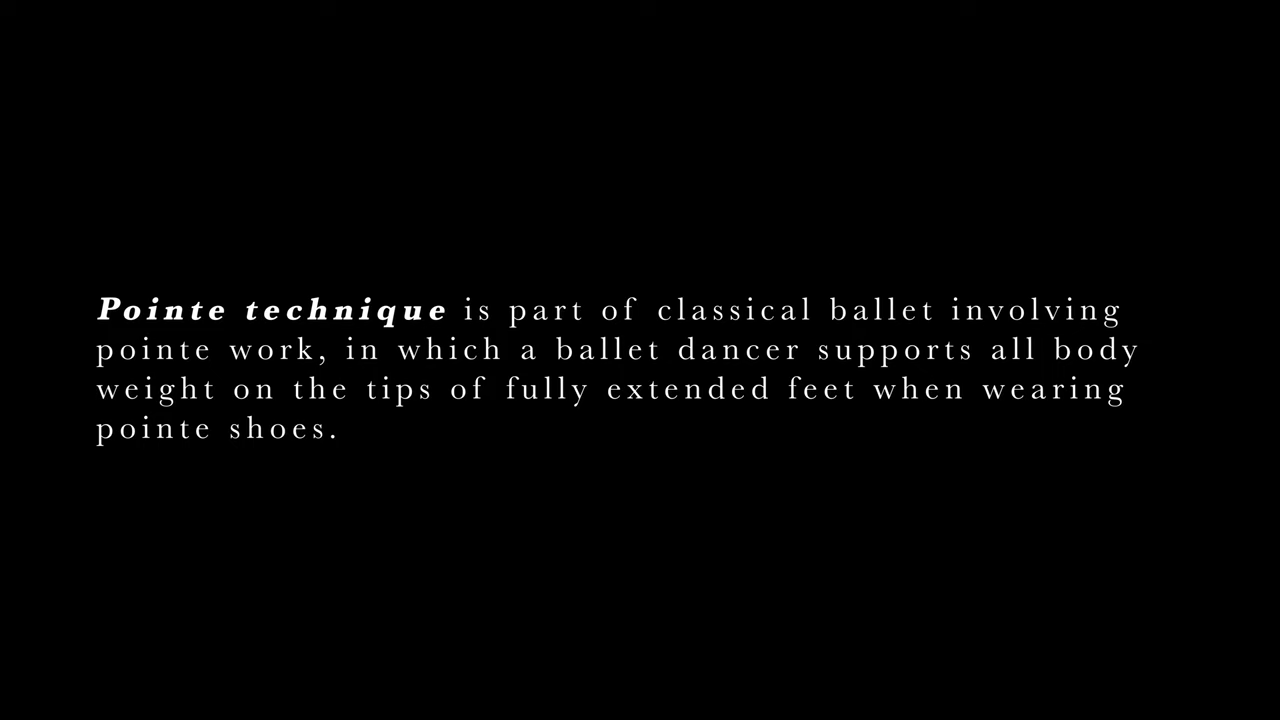 Pointe technique is part of classical ballet involving
pointe work, in which a ballet dancer supports all body
weight on the tips of fully extended feet when wearing
pointe shoes.